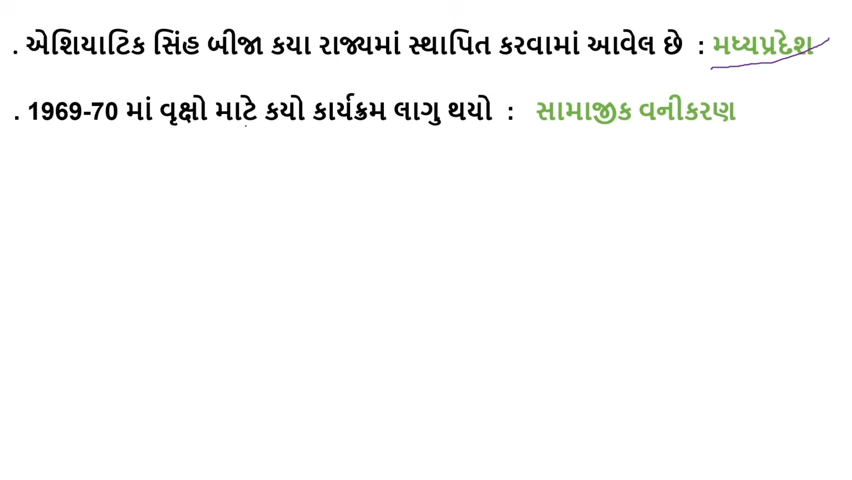 . એશિયાટિક સિંહ બીજા કયા રાજ્યમાં સ્થાપિત કરવામાં આવેલ છે : મધ્યપ્રદેશ
. 1969-70 માં વૃક્ષો માટે કયો કાર્યક્રમ લાગુ થયો : સામાજીક વનીકરણ